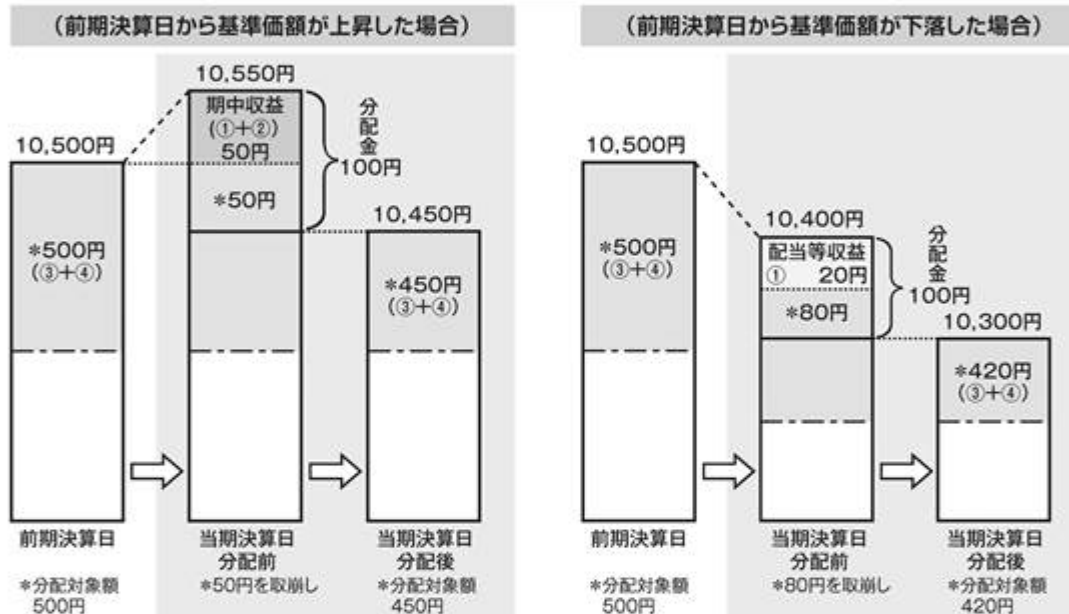 (前期決算日から基準価額が上昇した場合)
10,550円
期中収益
(①+②)
50円
*50円
分配金
100円
10,500円
*500円
(③+④)
10,450円
*450円
(③+④)
前期決算日
*分配対象額
500円
当期決算日
分配前
*50円を取崩し
当期決算日
分配後
*分配対象額
450円
(前期決算日から基準価額が下落した場合)
10,500円
*500円
(③+④)
10,400円
配当等収益
① 20円
*80円
分配金
100円
10,300円
*420円
(③+④)
前期決算日
*分配対象額
500円
当期決算日
分配前
*80円を取崩し
当期決算日
分配後
*分配対象額
420円